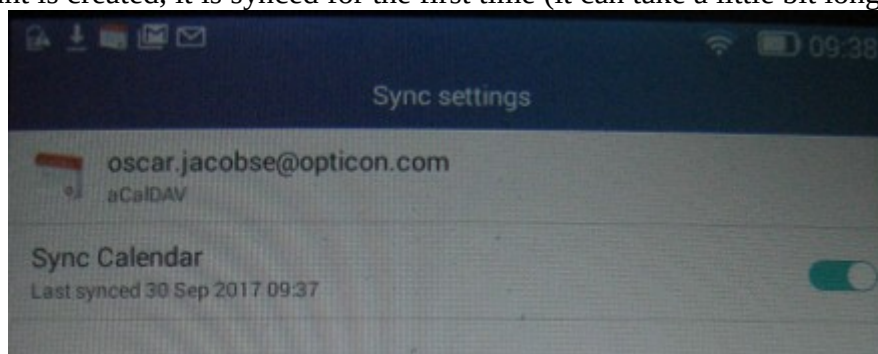 nt is created, it is synced for the first time (it can take a little bit long
09:38
Sync settings
oscar.jacobse@opticon.com
aCalDAV
Sync Calendar
Last synced 30 Sep 2017 09:37